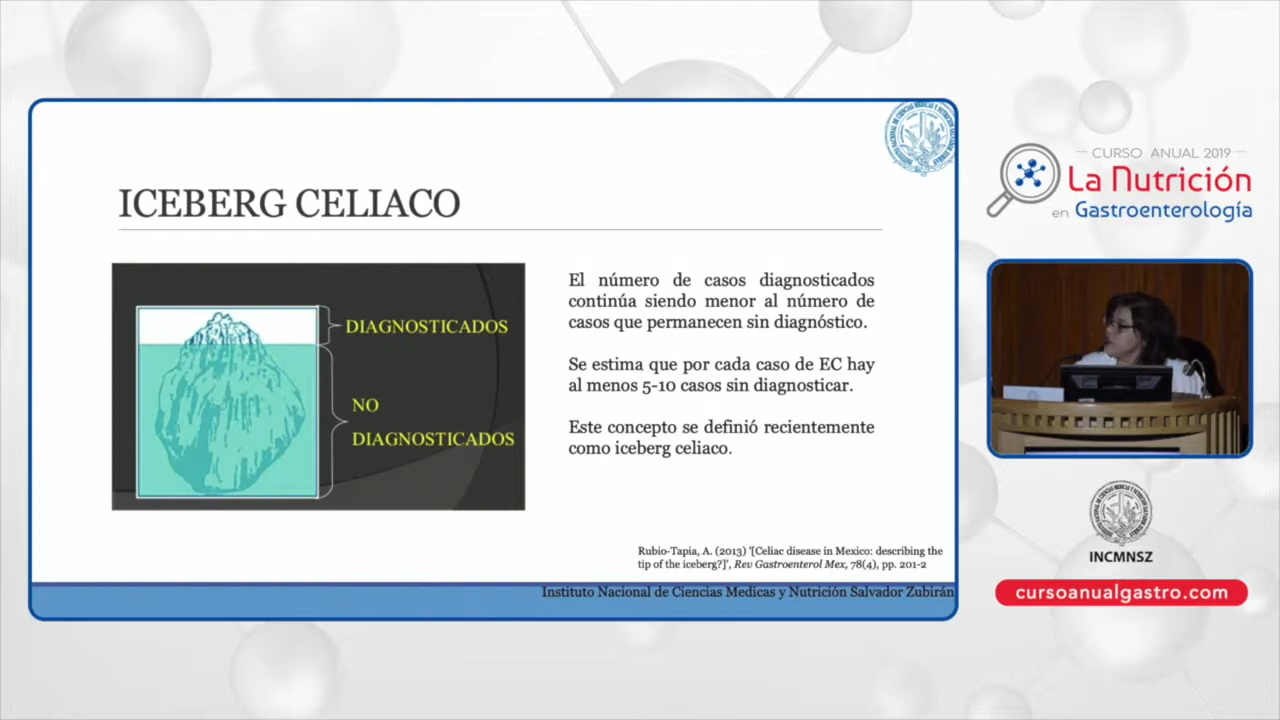 ICEBERG CELIACO
DIAGNOSTICADOS
NO
DIAGNOSTICADOS
El número de casos diagnosticados
continúa siendo menor al número de
casos que permanecen sin diagnóstico.
Se estima que por cada caso de EC hay
al menos 5-10 casos sin diagnosticar.
Este concepto se definió recientemente
como iceberg celiaco.
Rubio-Tapia, A. (2013) '[Celiac disease in Mexico: describing the
tip of the iceberg?]', Rev Gastroenterol Mex, 78(4), pp. 201-2
Instituto Nacional de Ciencias Medicas y Nutrición Salvador Zubirán
CURSO ANUAL 2019
La Nutrición
en Gastroenterología
INCMNSZ
cursoanualgastro.com